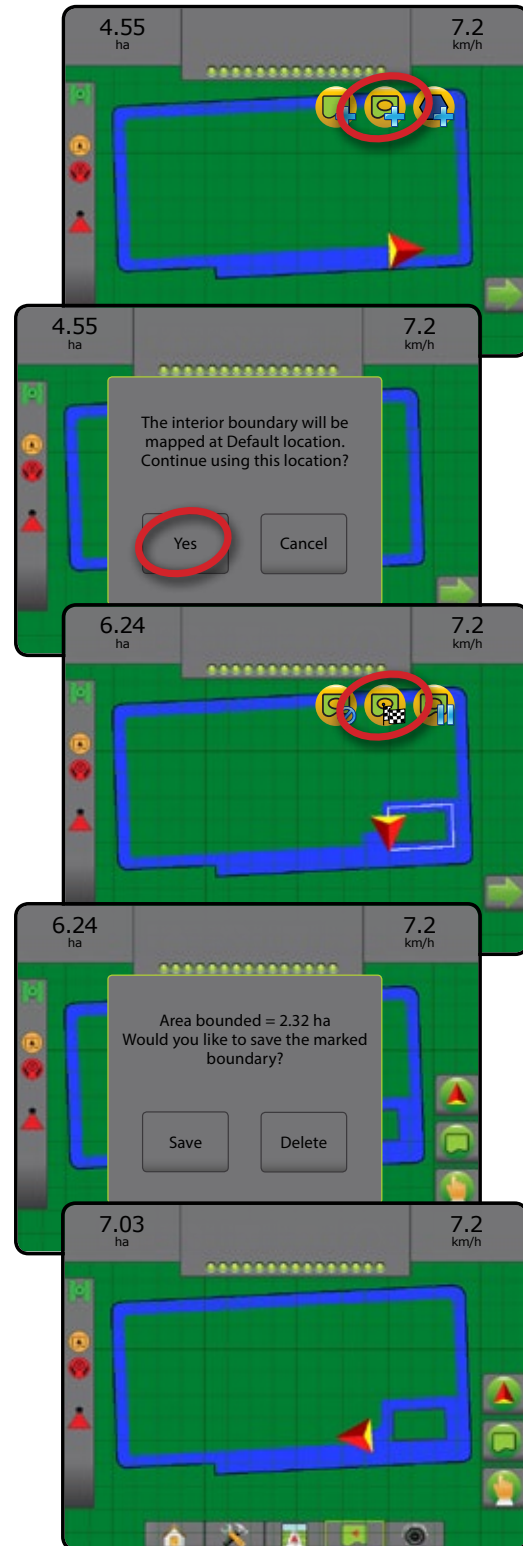 4.55
ha
7.2
km/h
4.55
ha
7.2
km/h
The interior boundary will be
mapped at Default location.
Continue using this location?
Yes
Cancel
6.24
ha
7.2
km/h
6.24
ha
7.2
km/h
Area bounded = 2.32 ha
Would you like to save the marked
boundary?
Save
Delete
7.03
ha
7.2
km/h